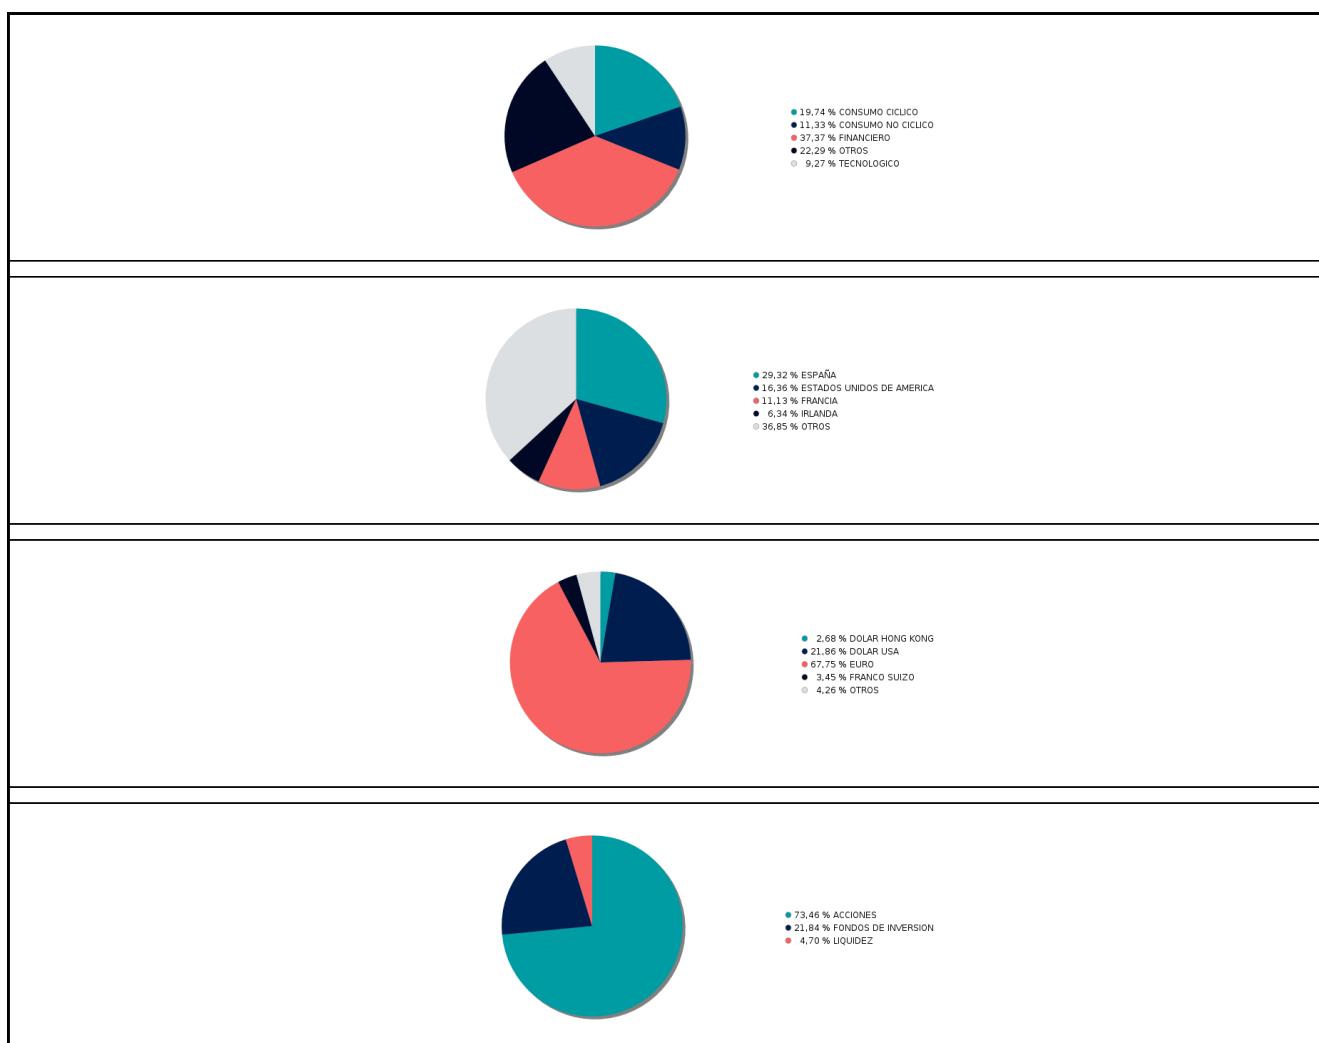 19,74 % CONSUMO CICLICO
11,33 % CONSUMO NO CICLICO
37,37 % FINANCIERO
22,29 % OTROS
9,27 % TECNOLOGICO
29,32 % ESPAÑA
16,36 % ESTADOS UNIDOS DE AMERICA
11,13 % FRANCIA
6,34 % IRLANDA
36,85 % OTROS
2,68 % DOLAR HONG KONG
21,86 % DOLAR USA
67,75 % EURO
3,45 % FRANCO SUIZO
4,26 % OTROS
73,46 % ACCIONES
21,84 % FONDOS DE INVERSION
4,70 % LIQUIDEZ